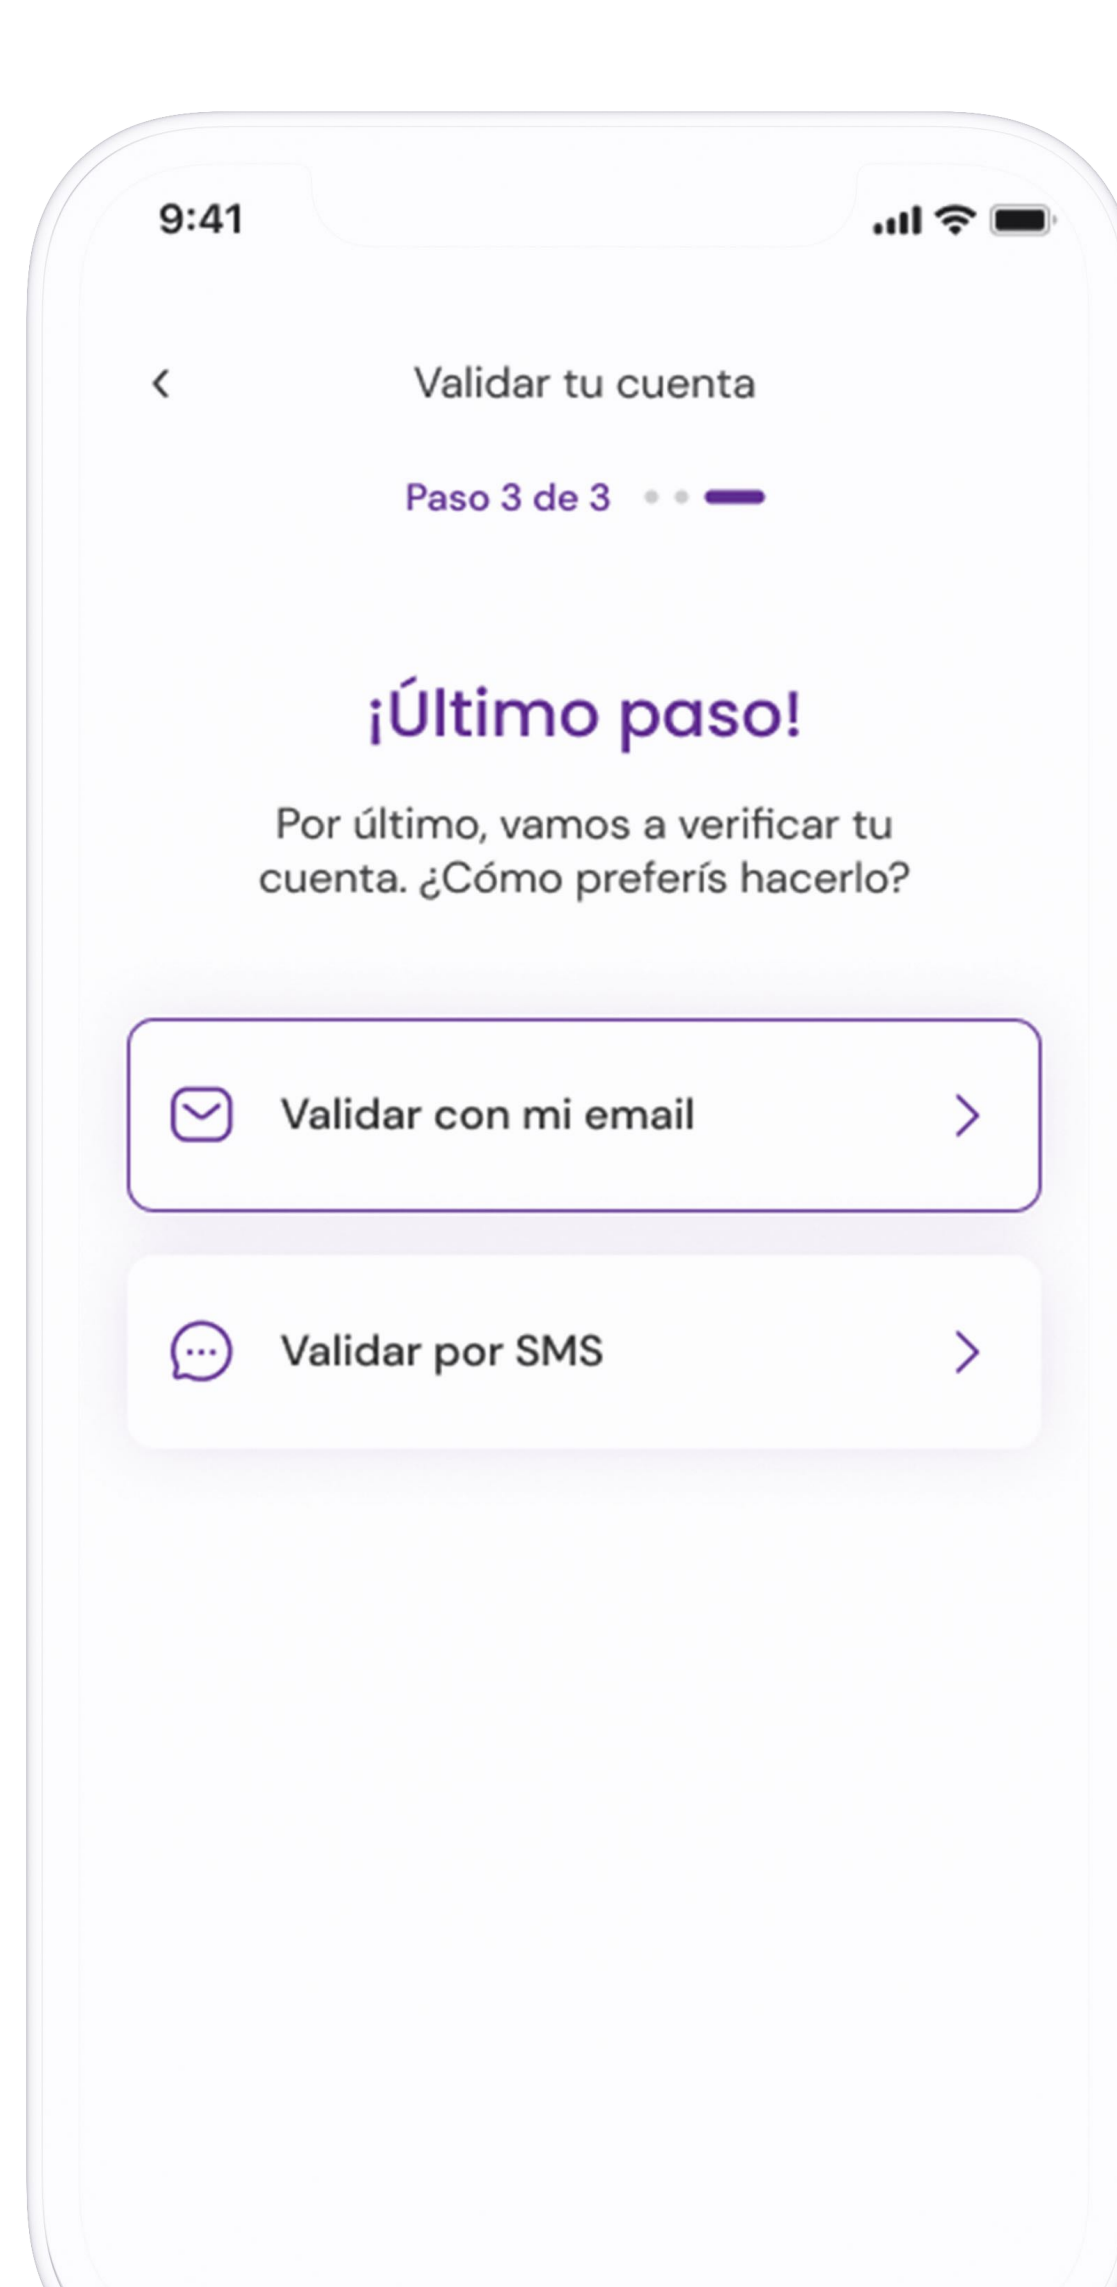 9:41
Validar tu cuenta
Paso 3 de 3
¡Último paso!
Por último, vamos a verificar tu
cuenta. ¿Cómo preferís hacerlo?
Validar con mi email
Validar por SMS